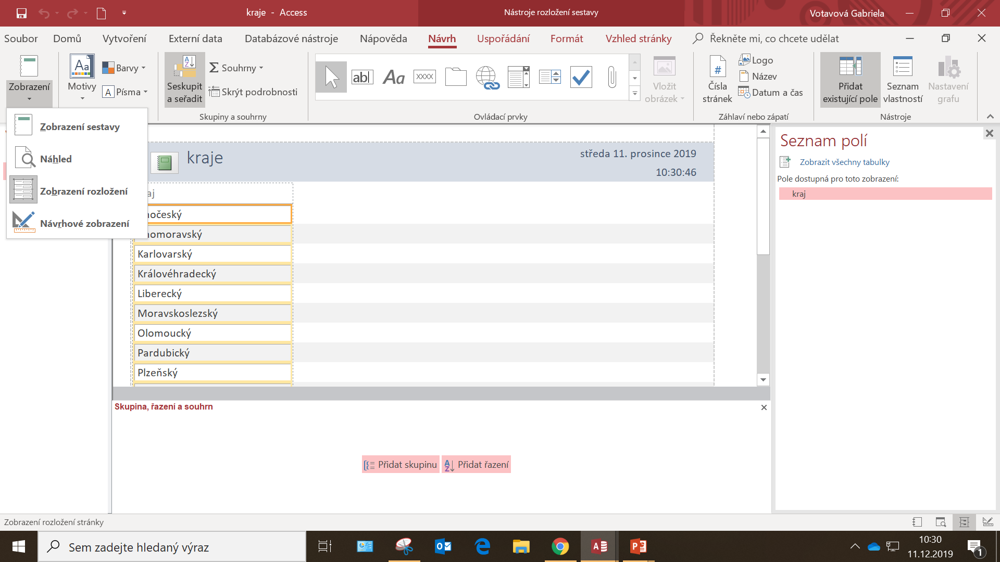 kraje - Access
Nástroje rozložení sestavy
Votavová Gabriela
Soubor Domů Vytvoření Externí data Databázové nástroje Nápověda Návrh Uspořádání Formát Vzhled stránky Řekněte mi, co chcete udělat
Zobrazení
Motivy
Barvy
Písma
Seskupit
a seřadit
Souhrny
Skrýt podrobnosti
Skupiny a souhrny
ab
Aa
XXXX
Ovládací prvky
Vložit
obrázek
Čísla
stránek
Logo
Název
Datum a čas
Záhlaví nebo zápatí
Přidat
existující pole
Seznam
vlastností
Nastavení
grafu
Nástroje
Zobrazení sestavy
Náhled
Zobrazení rozložení
Návrhové zobrazení
kraje
středa 11. prosince 2019
10:30:46
aj
očeský
omoravský
Karlovarský
Královéhradecký
Liberecký
Moravskoslezský
Olomoucký
Pardubický
Plzeňský
Seznam polí
Zobrazit všechny tabulky
Pole dostupná pro toto zobrazení:
kraj
Skupina, řazení a souhrn
Přidat skupinu
Přidat řazení
Zobrazení rozložení stránky
Sem zadejte hledaný výraz
10:30
11.12.2019
1